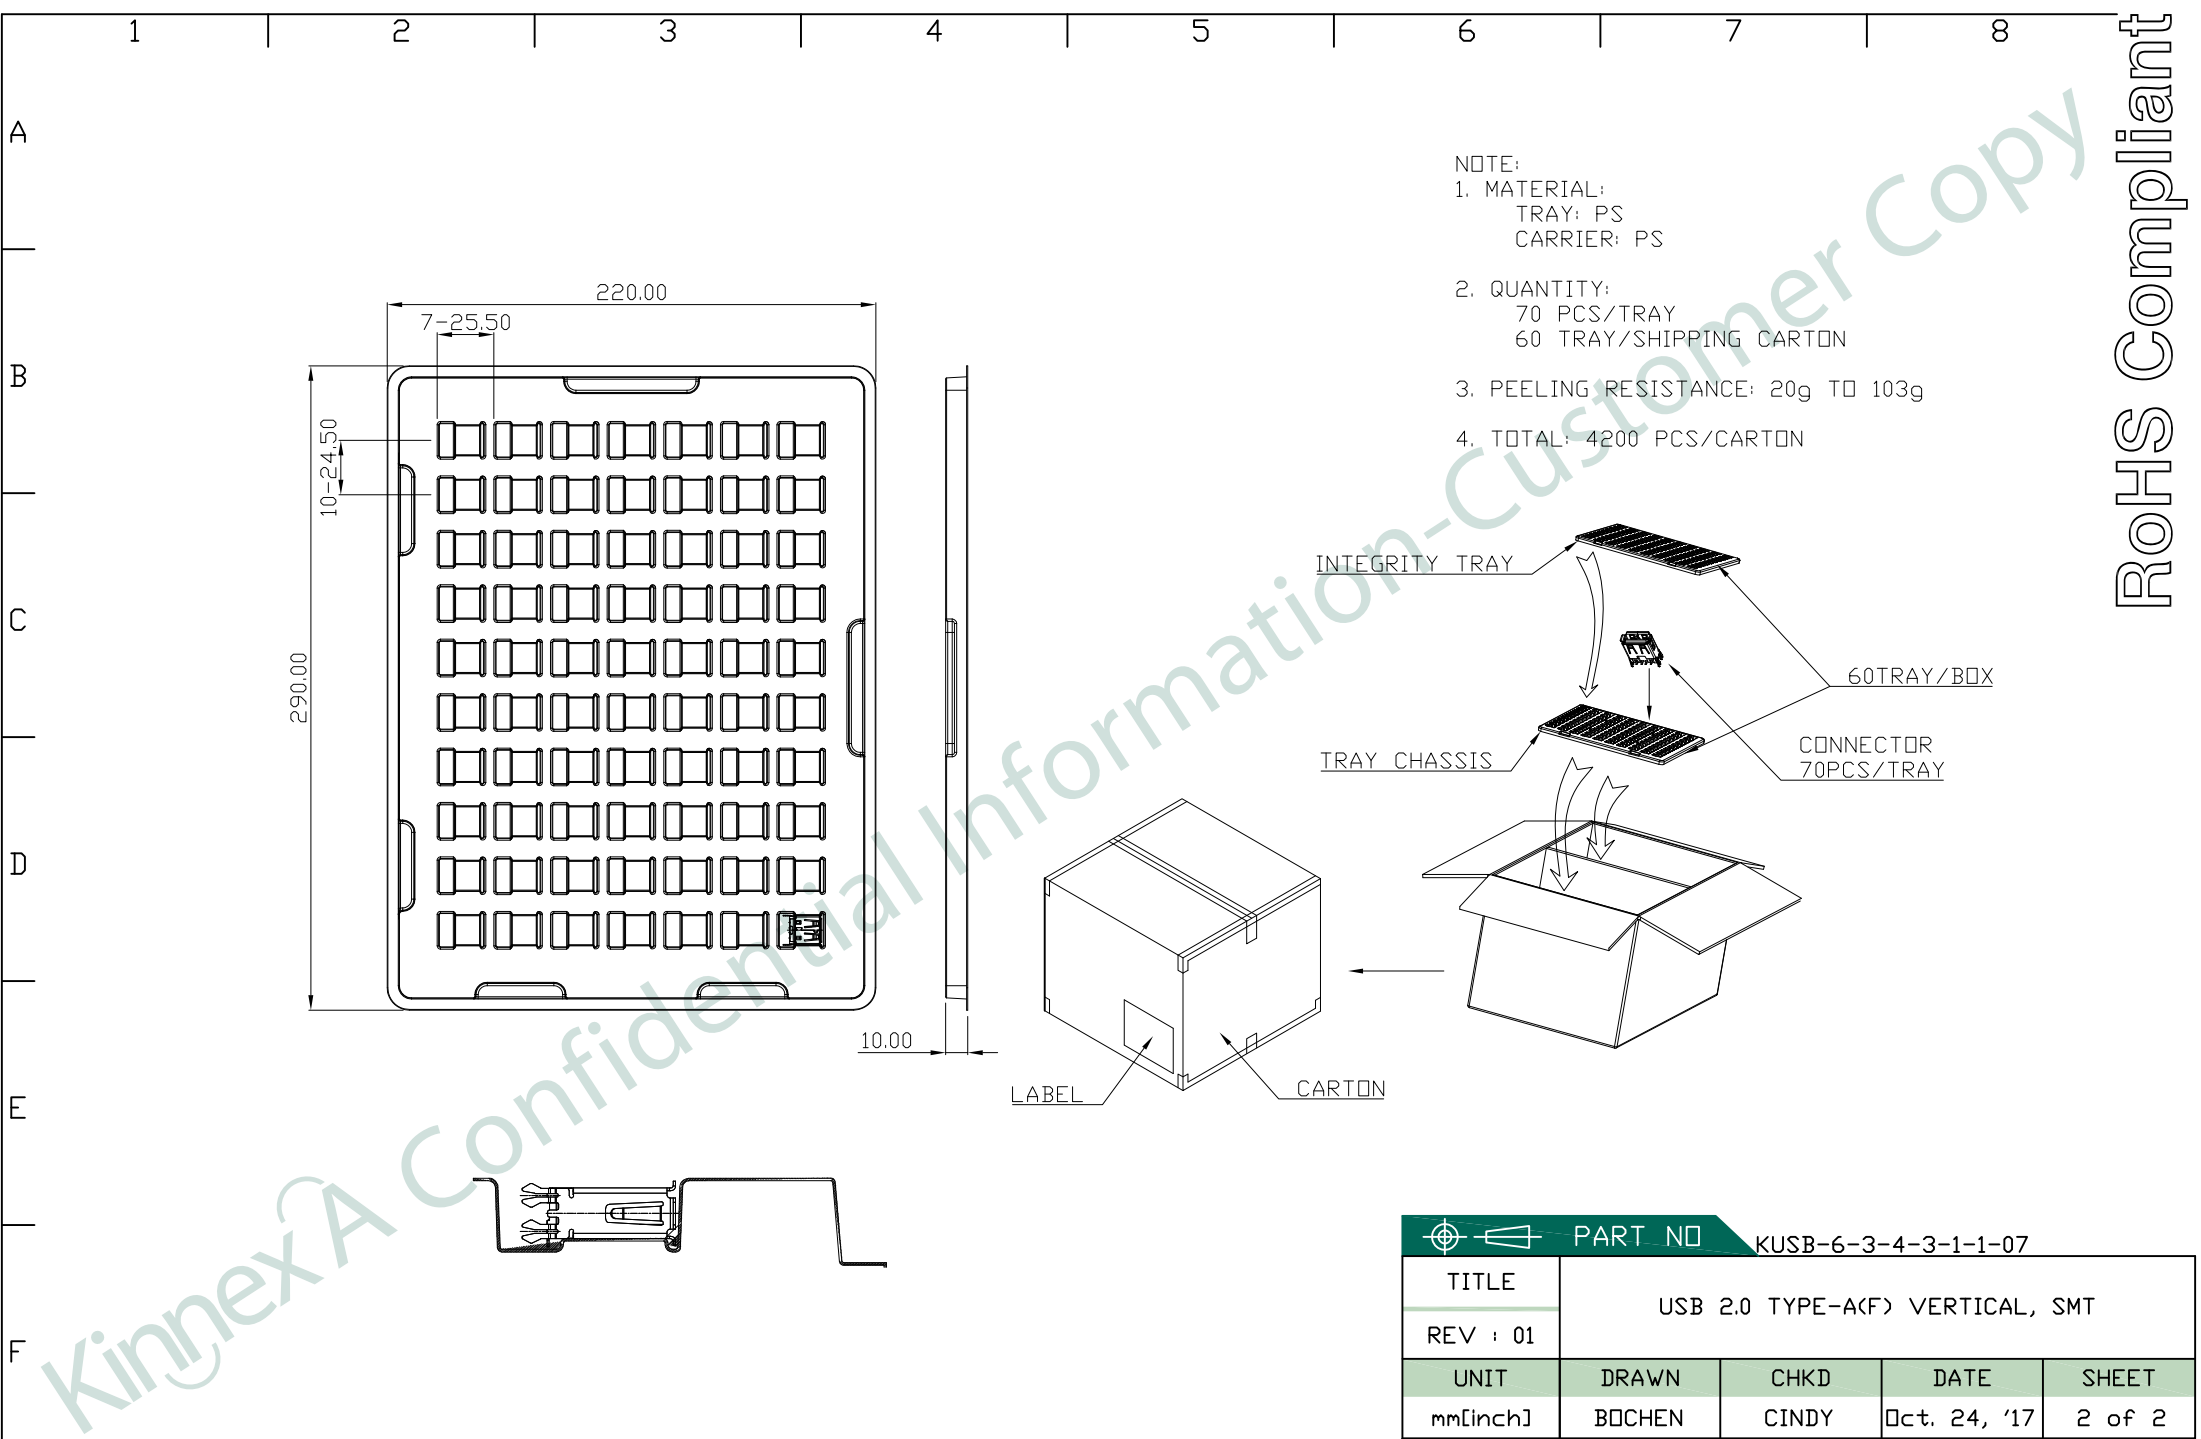 1 2 3 4 5 6 7 8
A
B
C
D
E
F
RoHS Compliant
Kinnexa Confidential Information-Customer Copy
NOTE:
1. MATERIAL:
TRAY: PS
CARRIER: PS
2. QUANTITY:
70 PCS/TRAY
60 TRAY/SHIPPING CARTON
3. PEELING RESISTANCE: 20g TO 103g
4. TOTAL: 4200 PCS/CARTON
220.00
7-25.50
10-24.50
290.00
10.00
INTEGRITY TRAY
60TRAY/BOX
TRAY CHASSIS
CONNECTOR
70PCS/TRAY
LABEL
CARTON
PART NO KUSB-6-3-4-3-1-1-07
TITLE
USB 2.0 TYPE-A(F) VERTICAL, SMT
REV : 01
UNIT DRAWN CHKD DATE SHEET
mm[inch] BOCHEN CINDY Oct. 24, '17 2 of 2